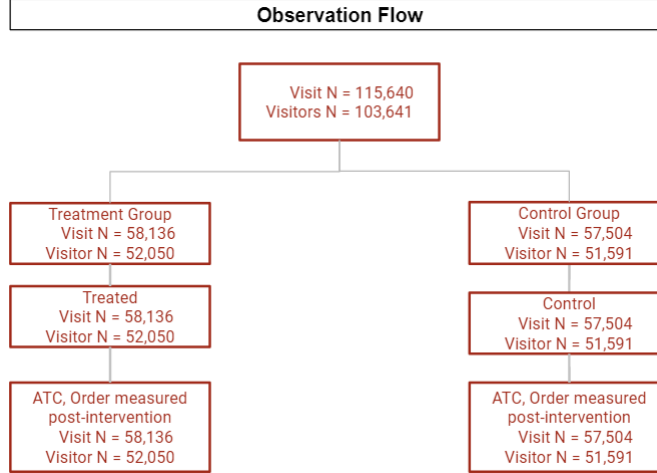 Observation Flow
Visit N = 115,640
Visitors N = 103,641
Treatment Group
Visit N = 58,136
Visitor N = 52,050
Control Group
Visit N = 57,504
Visitor N = 51,591
Treated
Visit N = 58,136
Visitor N = 52,050
Control
Visit N = 57,504
Visitor N = 51,591
ATC, Order measured
post-intervention
Visit N = 58,136
Visitor N = 52,050
ATC, Order measured
post-intervention
Visit N = 57,504
Visitor N = 51,591